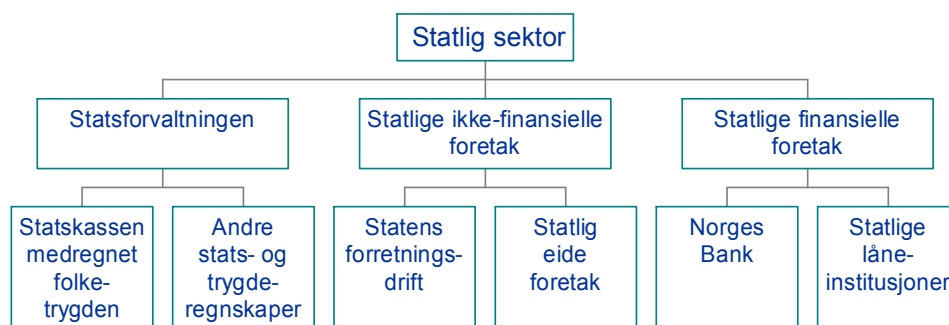 Statlig sektor
Statsforvaltningen
Statlige ikke-finansielle
foretak
Statlige finansielle
foretak
Statskassen
medregnet
folke-
trygden
Andre
stats- og
trygde-
regnskaper
Statens
forretnings-
drift
Statlig
eide
foretak
Norges
Bank
Statlige
låne-
institusjoner